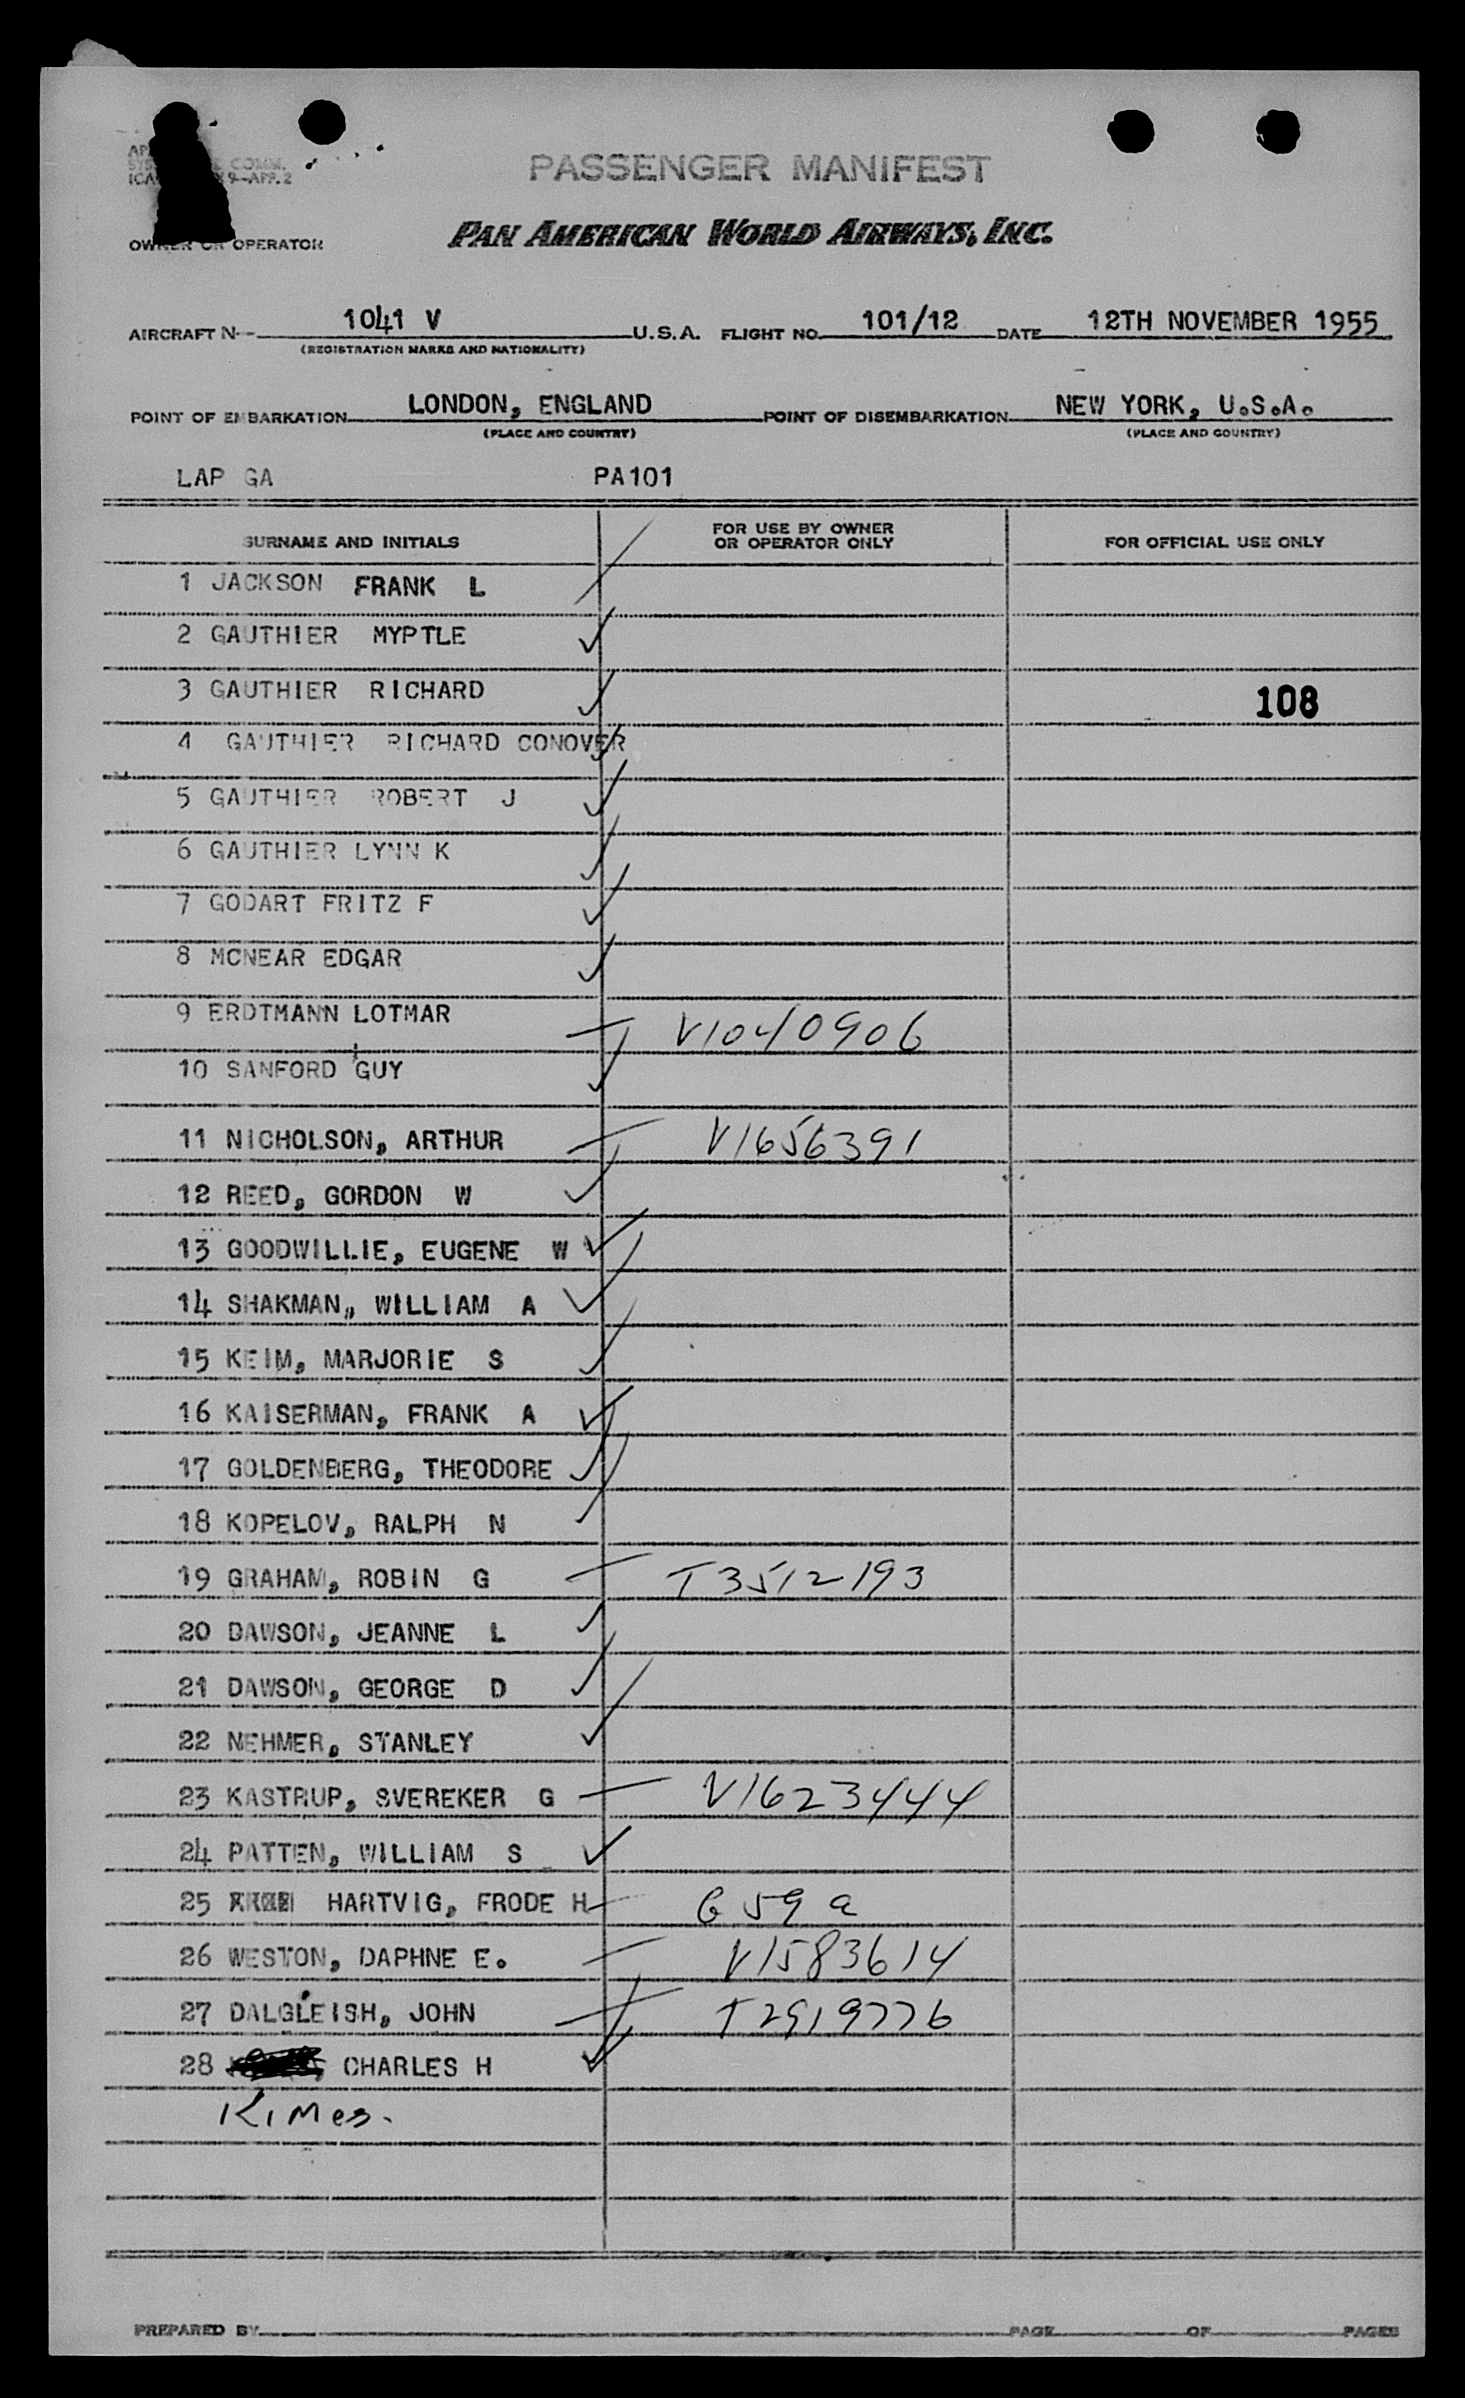 COMM.
9-APP.2
PASSENGER MANIFEST
OWNER OR OPERATOR
PAN AMERICAN WORLD AIRWAYS, INC.
AIRCRAFT N 1041 V U.S.A. FLIGHT NO. 101/12 DATE 12TH NOVEMBER 1955
(REGISTRATION MARKS AND NATIONALITY)
POINT OF EMBARKATION LONDON, ENGLAND POINT OF DISEMBARKATION NEW YORK, U.S.A.
(PLACE AND COUNTRY) (PLACE AND COUNTRY)
LAP GA PA101
SURNAME AND INITIALS FOR USE BY OWNER OR OPERATOR ONLY FOR OFFICIAL USE ONLY
1 JACKSON FRANK L
2 GAUTHIER MYPTLE
3 GAUTHIER RICHARD 108
4 GAUTHIER RICHARD CONOVER
5 GAUTHIER ROBERT J
6 GAUTHIER LYNN K
7 GODART FRITZ F
8 MCNEAR EDGAR
9 ERDTMANN LOTMAR V1040906
10 SANFORD GUY
11 NICHOLSON, ARTHUR V1656391
12 REED, GORDON W
13 GOODWILLIE, EUGENE W
14 SHAKMAN, WILLIAM A
15 KEIM, MARJORIE S
16 KAISERMAN, FRANK A
17 GOLDENBERG, THEODORE
18 KOPELOV, RALPH N
19 GRAHAM, ROBIN G T3512193
20 DAWSON, JEANNE L
21 DAWSON, GEORGE D
22 NEHMER, STANLEY
23 KASTRUP, SVEREKER G V1623444
24 PATTEN, WILLIAM S
25 HARTVIG, FRODE H G 59 a
26 WESTON, DAPHNE E. V1583614
27 DALGLEISH, JOHN T2919776
28 CHARLES H
Kimes.
PREPARED BY PAGE OF PAGES